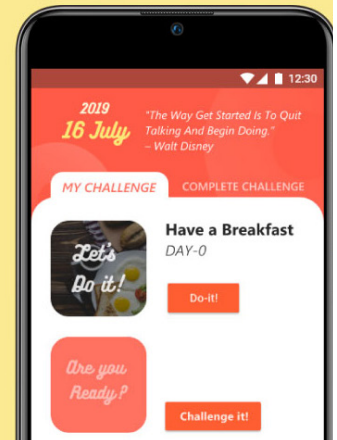 12:30
2019
16 July
"The Way Get Started Is To Quit
Talking And Begin Doing."
– Walt Disney
MY CHALLENGE
COMPLETE CHALLENGE
Let's
Do it!
Have a Breakfast
DAY-0
Do-it!
Are you
Ready?
Challenge it!